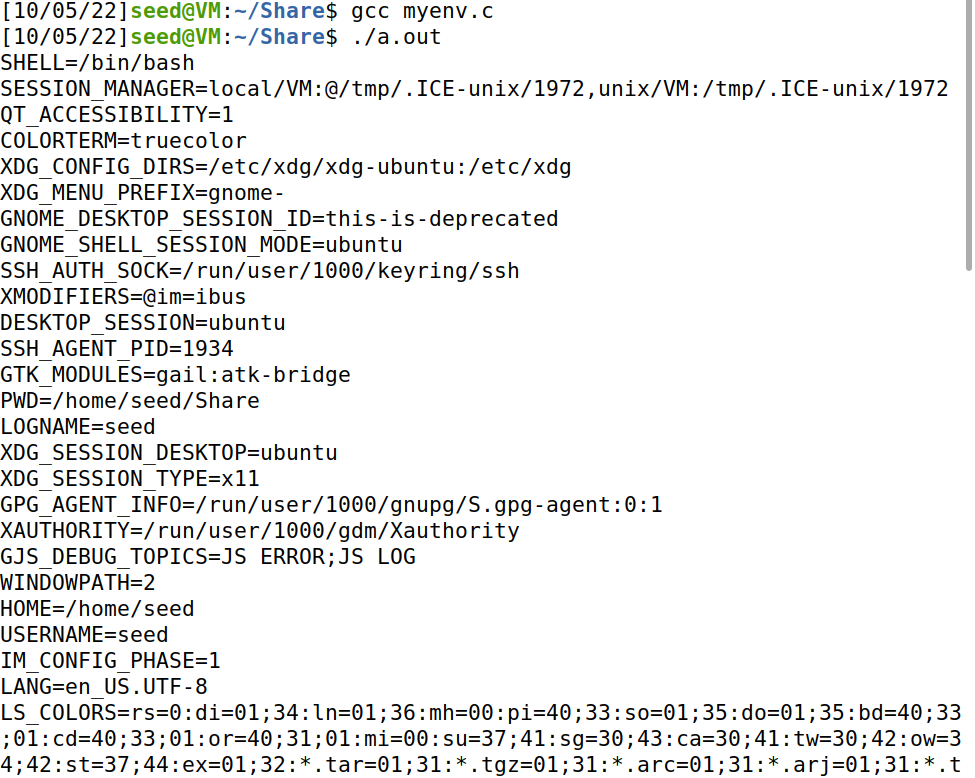 [10/05/22]seed@VM:~/Share$ gcc myenv.c
[10/05/22]seed@VM:~/Share$ ./a.out
SHELL=/bin/bash
SESSION_MANAGER=local/VM:@/tmp/.ICE-unix/1972,unix/VM:/tmp/.ICE-unix/1972
QT_ACCESSIBILITY=1
COLORTERM=truecolor
XDG_CONFIG_DIRS=/etc/xdg/xdg-ubuntu:/etc/xdg
XDG_MENU_PREFIX=gnome-
GNOME_DESKTOP_SESSION_ID=this-is-deprecated
GNOME_SHELL_SESSION_MODE=ubuntu
SSH_AUTH_SOCK=/run/user/1000/keyring/ssh
XMODIFIERS=@im=ibus
DESKTOP_SESSION=ubuntu
SSH_AGENT_PID=1934
GTK_MODULES=gail:atk-bridge
PWD=/home/seed/Share
LOGNAME=seed
XDG_SESSION_DESKTOP=ubuntu
XDG_SESSION_TYPE=x11
GPG_AGENT_INFO=/run/user/1000/gnupg/S.gpg-agent:0:1
XAUTHORITY=/run/user/1000/gdm/Xauthority
GJS_DEBUG_TOPICS=JS ERROR;JS LOG
WINDOWPATH=2
HOME=/home/seed
USERNAME=seed
IM_CONFIG_PHASE=1
LANG=en_US.UTF-8
LS_COLORS=rs=0:di=01;34:ln=01;36:mh=00:pi=40;33:so=01;35:do=01;35:bd=40;33
;01:cd=40;33;01:or=40;31;01:mi=00:su=37;41:sg=30;43:ca=30;41:tw=30;42:ow=3
4;42:st=37;44:ex=01;32:*.tar=01;31:*.tgz=01;31:*.arc=01;31:*.arj=01;31:*.t